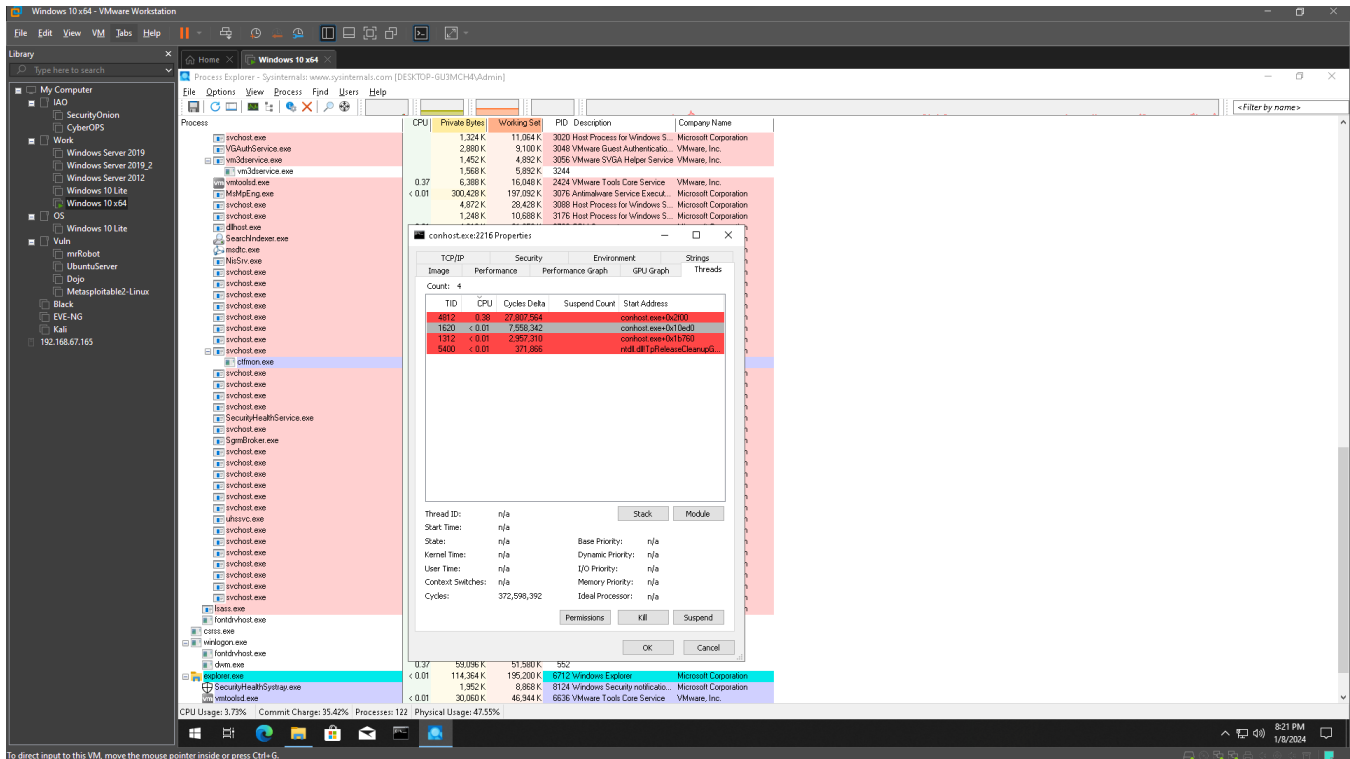 Windows 10 x64 - VMware Workstation
File Edit View VM Tabs Help
Library
Type here to search
My Computer
IAO
SecurityOnion
CyberOPS
Work
Windows Server 2019
Windows Server 2019_2
Windows Server 2012
Windows 10 Lite
Windows 10 x64
OS
Windows 10 Lite
Vuln
mrRobot
UbuntuServer
Dojo
Metasploitable2-Linux
Black
EVE-NG
Kali
192.168.67.165
Home Windows 10 x64
Process Explorer - Sysinternals: www.sysinternals.com [DESKTOP-GU3MCH4\Admin]
File Options View Process Find Users Help
<Filter by name>
Process CPU Private Bytes Working Set PID Description Company Name
svchost.exe 1,324 K 11,064 K 3020 Host Process for Windows S... Microsoft Corporation
VGAuthService.exe 2,880 K 9,100 K 3048 VMware Guest Authenticatio... VMware, Inc.
vm3dservice.exe 1,452 K 4,892 K 3056 VMware SVGA Helper Service VMware, Inc.
vm3dservice.exe 1,568 K 5,892 K 3244
vmtoolsd.exe 0.37 6,388 K 16,048 K 2424 VMware Tools Core Service VMware, Inc.
MsMpEng.exe < 0.01 300,428 K 197,092 K 3076 Antimalware Service Execut... Microsoft Corporation
svchost.exe 4,872 K 28,428 K 3088 Host Process for Windows S... Microsoft Corporation
svchost.exe 1,248 K 10,688 K 3176 Host Process for Windows S... Microsoft Corporation
dllhost.exe
SearchIndexer.exe
msdtc.exe
NisSrv.exe
svchost.exe
svchost.exe
svchost.exe
svchost.exe
svchost.exe
svchost.exe
svchost.exe
svchost.exe
ctfmon.exe
svchost.exe
svchost.exe
svchost.exe
svchost.exe
SecurityHealthService.exe
svchost.exe
SgrmBroker.exe
svchost.exe
svchost.exe
svchost.exe
svchost.exe
svchost.exe
svchost.exe
uhssvc.exe
svchost.exe
svchost.exe
svchost.exe
svchost.exe
svchost.exe
svchost.exe
svchost.exe
lsass.exe
fontdrvhost.exe
csrss.exe
winlogon.exe
fontdrvhost.exe
dwm.exe 0.37 59,096 K 51,580 K 552
explorer.exe < 0.01 114,364 K 195,200 K 6712 Windows Explorer Microsoft Corporation
SecurityHealthSystray.exe 1,952 K 8,868 K 8124 Windows Security notificatio... Microsoft Corporation
vmtoolsd.exe < 0.01 30,060 K 46,944 K 6636 VMware Tools Core Service VMware, Inc.
conhost.exe:2216 Properties
TCP/IP Security Environment Strings
Image Performance Performance Graph GPU Graph Threads
Count: 4
TID CPU Cycles Delta Suspend Count Start Address
4812 0.38 27,807,564 conhost.exe+0x2f00
1620 < 0.01 7,558,342 conhost.exe+0x10ed0
1312 < 0.01 2,957,310 conhost.exe+0x1b760
5400 < 0.01 371,866 ntdll.dll!TpReleaseCleanupG...
Thread ID: n/a Stack Module
Start Time: n/a
State: n/a Base Priority: n/a
Kernel Time: n/a Dynamic Priority: n/a
User Time: n/a I/O Priority: n/a
Context Switches: n/a Memory Priority: n/a
Cycles: 372,598,392 Ideal Processor: n/a
Permissions Kill Suspend
OK Cancel
CPU Usage: 3.73% Commit Charge: 35.42% Processes: 122 Physical Usage: 47.55%
8:21 PM
1/8/2024
To direct input to this VM, move the mouse pointer inside or press Ctrl+G.